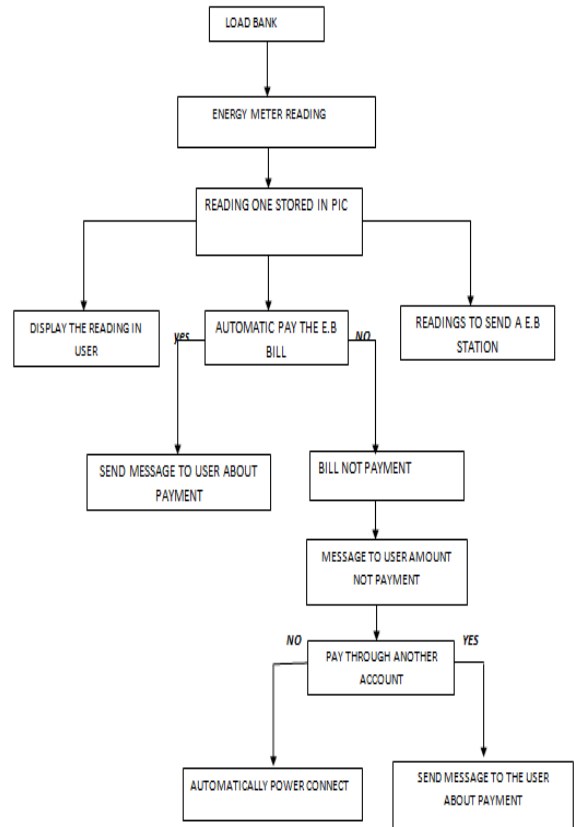 LOAD BANK
ENERGY METER READING
READING ONE STORED IN PIC
DISPLAY THE READING IN
USER
yes
AUTOMATIC PAY THE E.B
BILL
NO
READINGS TO SEND A E.B
STATION
SEND MESSAGE TO USER ABOUT
PAYMENT
BILL NOT PAYMENT
MESSAGE TO USER AMOUNT
NOT PAYMENT
NO
PAY THROUGH ANOTHER
ACCOUNT
YES
AUTOMATICALLY POWER CONNECT
SEND MESSAGE TO THE USER
ABOUT PAYMENT